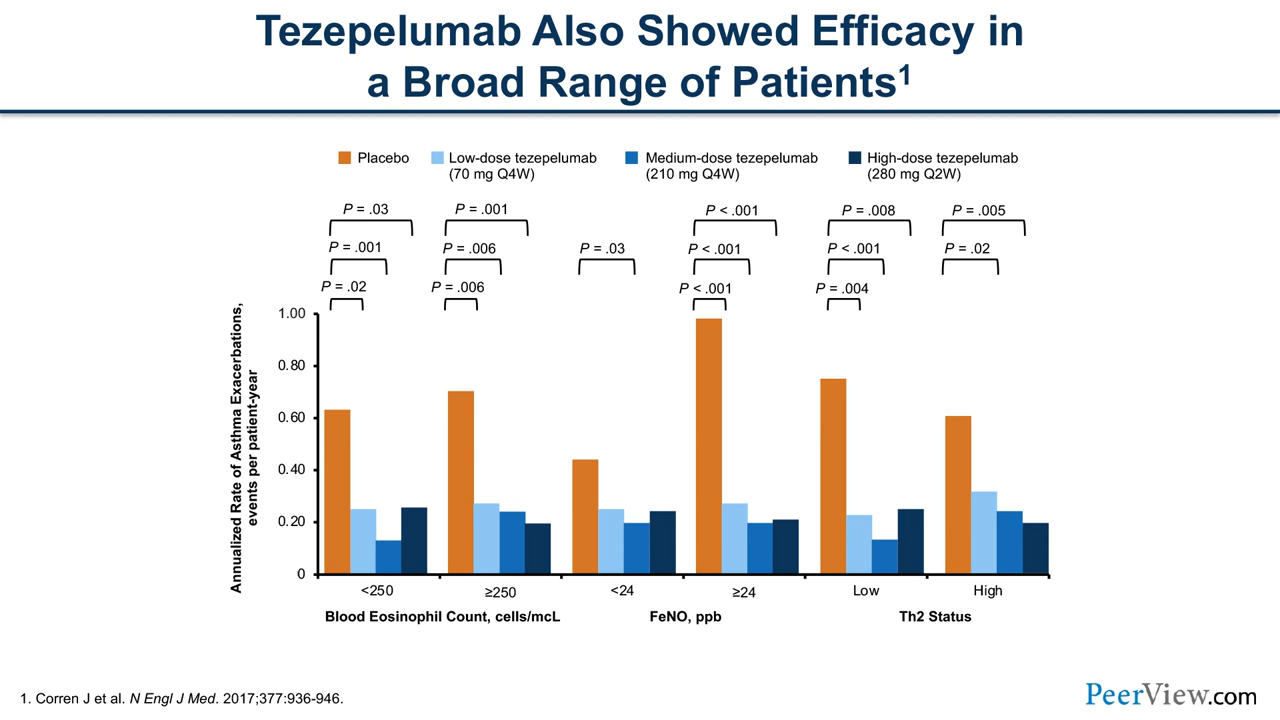 Tezepelumab Also Showed Efficacy in
a Broad Range of Patients1
Placebo
Low-dose tezepelumab
(70 mg Q4W)
Medium-dose tezepelumab
(210 mg Q4W)
High-dose tezepelumab
(280 mg Q2W)
P = .03
P = .001
P < .001
P = .008
P = .005
P = .001
P = .006
P = .03
P < .001
P < .001
P = .02
P = .02
P = .006
P < .001
P = .004
Annualized Rate of Asthma Exacerbations,
events per patient-year
1.00
0.80
0.60
0.40
0.20
0
<250
≥250
<24
≥24
Low
High
Blood Eosinophil Count, cells/mcL
FeNO, ppb
Th2 Status
1. Corren J et al. N Engl J Med. 2017;377:936-946.
PeerView.com